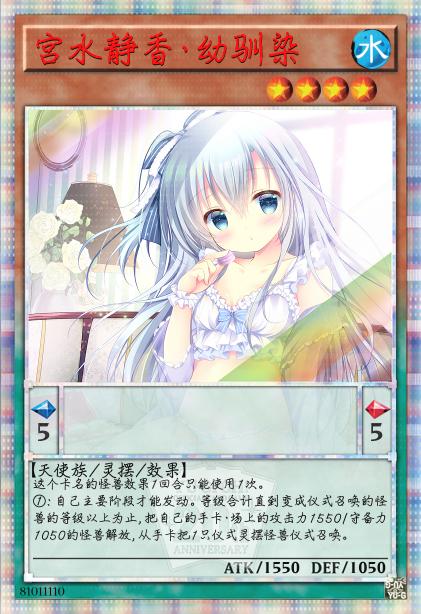 宫水静香·幼驯染
水
5
5
【天使族/灵摆/效果】
这个卡名的怪兽效果1回合只能使用1次。
①:自己主要阶段才能发动。等级合计直到变成仪式召唤的怪
兽的等级以上为止,把自己的手卡·场上的攻击力1550/守备力
1050的怪兽解放,从手卡把1只仪式灵摆怪兽仪式召唤。
ANNIVERSARY
ATK/1550 DEF/1050
81011110